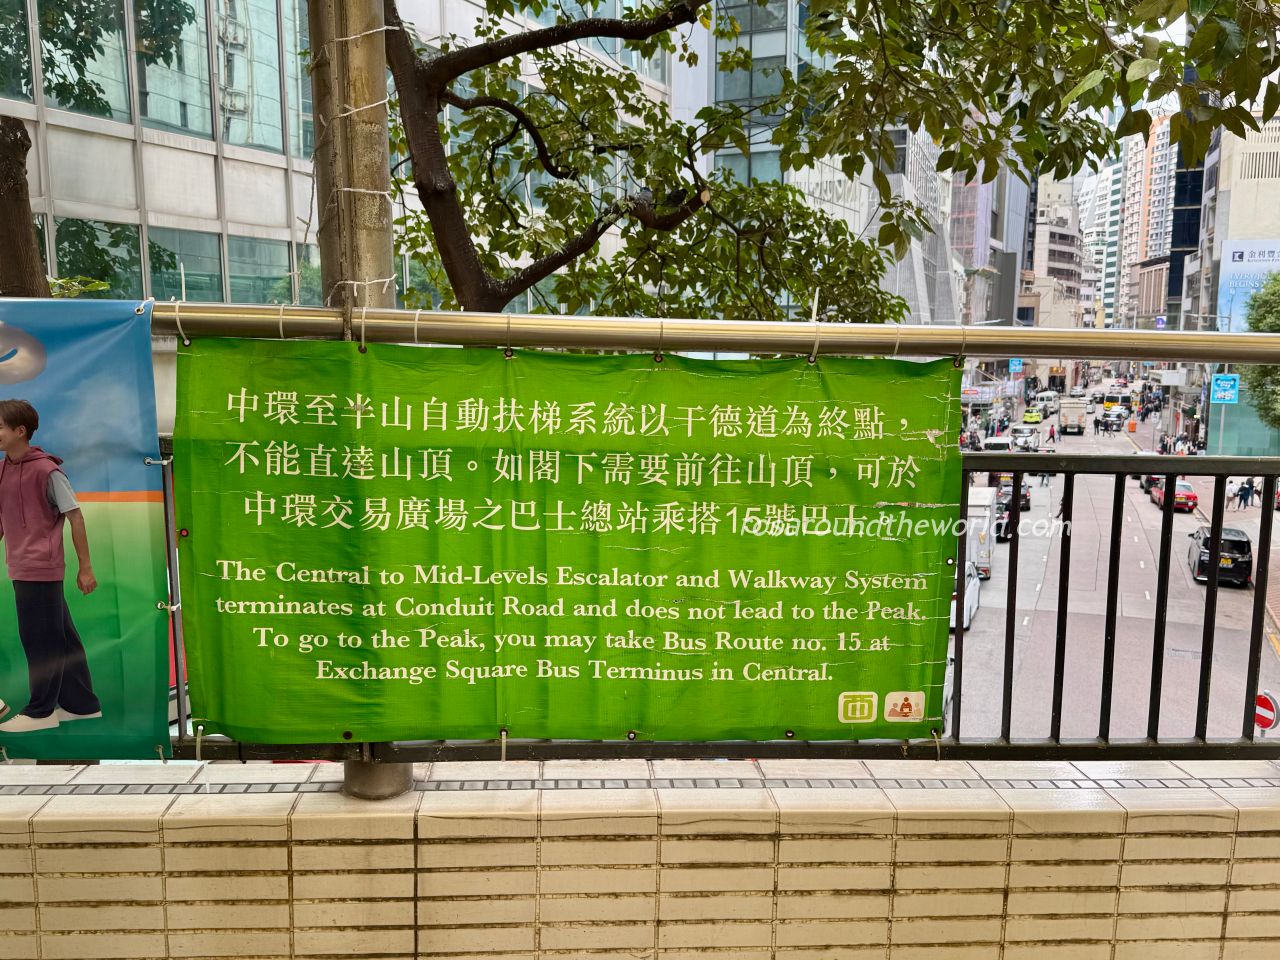 中環至半山自動扶梯系統以干德道為終點，
不能直達山頂。如閣下需要前往山頂，可於
中環交易廣場之巴士總站乘搭15號巴士。
The Central to Mid-Levels Escalator and Walkway System
terminates at Conduit Road and does not lead to the Peak.
To go to the Peak, you may take Bus Route no. 15 at
Exchange Square Bus Terminus in Central.
robaroundtheworld.com